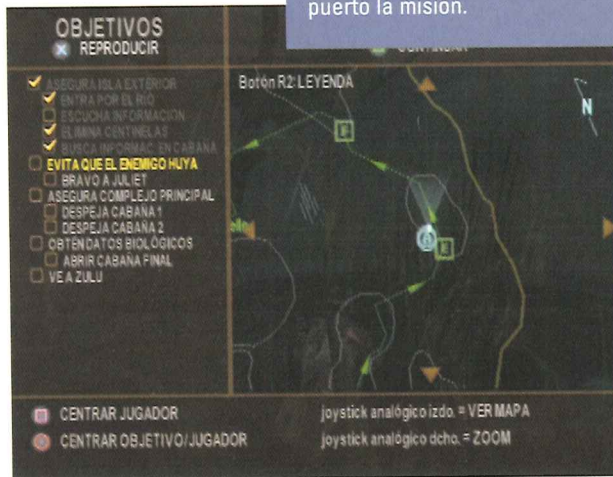 puerto la misión.
OBJETIVOS
REPRODUCIR
CONTINUAR
ASEGURA ISLA EXTERIOR
ENTRA POR EL RÍO
ESCUCHA INFORMACIÓN
ELIMINA CENTINELAS
BUSCA INFORMAC. EN CABAÑA
EVITA QUE EL ENEMIGO HUYA
BRAVO A JULIET
ASEGURA COMPLEJO PRINCIPAL
DESPEJA CABAÑA 1
DESPEJA CABAÑA 2
OBTÉN DATOS BIOLÓGICOS
ABRIR CABAÑA FINAL
VE A ZULU
Botón R2: LEYENDA
N
CENTRAR JUGADOR
CENTRAR OBJETIVO/JUGADOR
joystick analógico izdo. = VER MAPA
joystick analógico dcho. = ZOOM